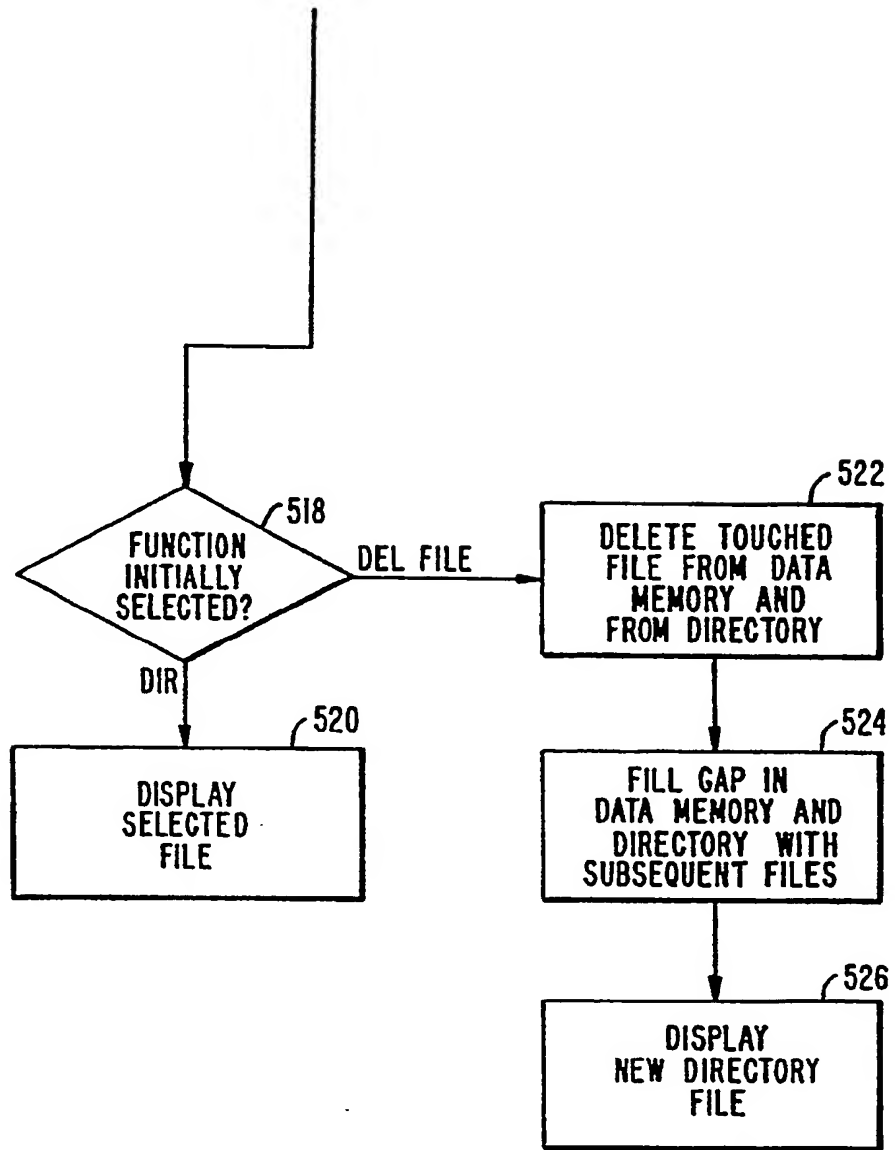 518
FUNCTION
INITIALLY
SELECTED?
DEL FILE
DIR
520
DISPLAY
SELECTED
FILE
522
DELETE TOUCHED
FILE FROM DATA
MEMORY AND
FROM DIRECTORY
524
FILL GAP IN
DATA MEMORY AND
DIRECTORY WITH
SUBSEQUENT FILES
526
DISPLAY
NEW DIRECTORY
FILE